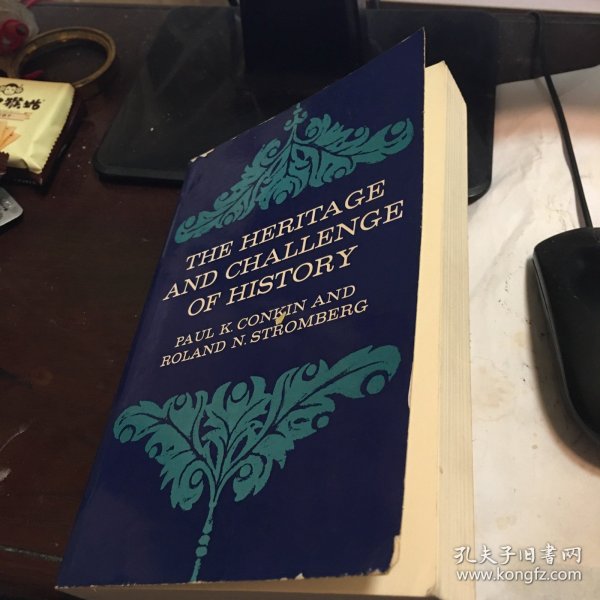 THE HERITAGE
AND CHALLENGE
OF HISTORY
PAUL K. CONKIN AND
ROLAND N. STROMBERG
孔夫子旧书网
www.kongfz.com